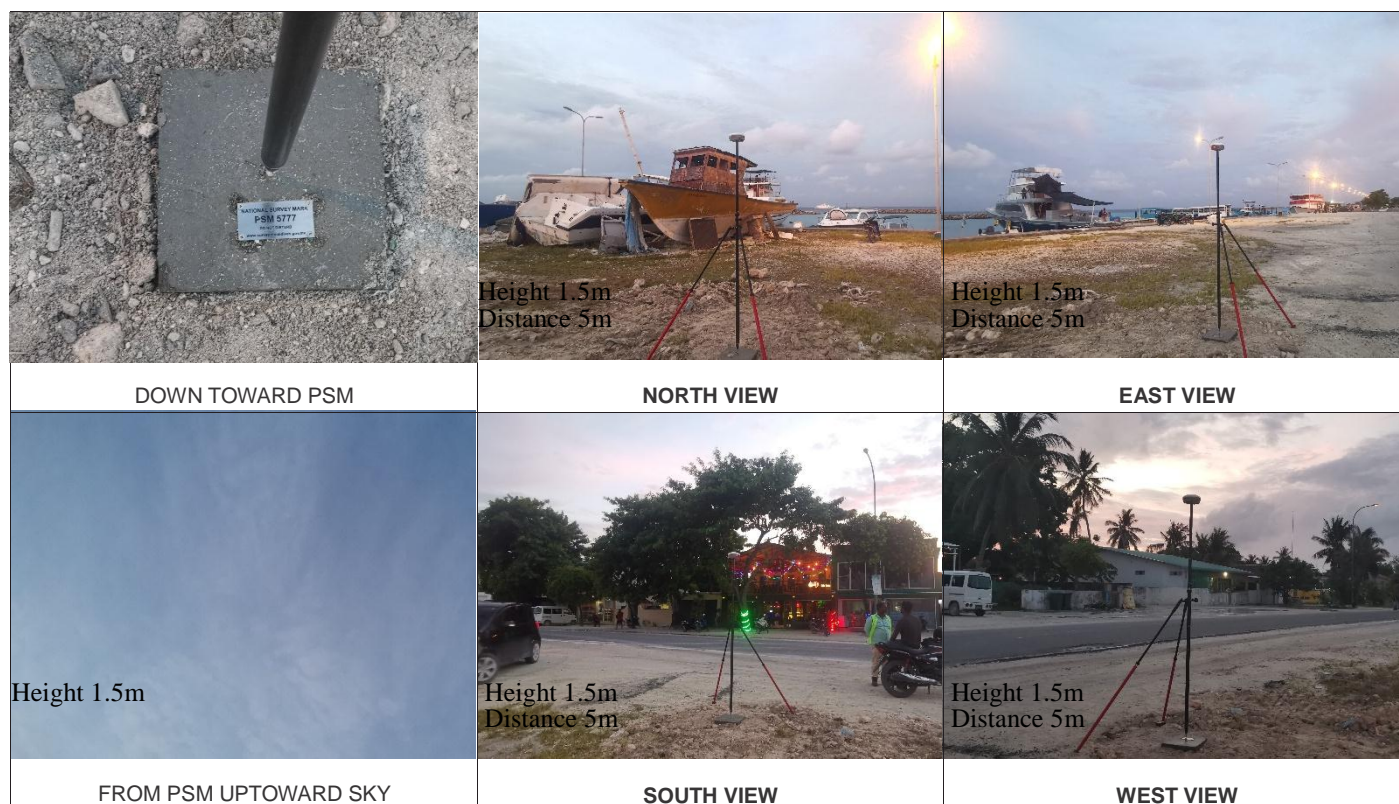 NATIONAL SURVEY MARK
PSM 5777
DOWN TOWARD PSM
Height 1.5m
Distance 5m
NORTH VIEW
Height 1.5m
Distance 5m
EAST VIEW
Height 1.5m
FROM PSM UPTOWARD SKY
Height 1.5m
Distance 5m
SOUTH VIEW
Height 1.5m
Distance 5m
WEST VIEW